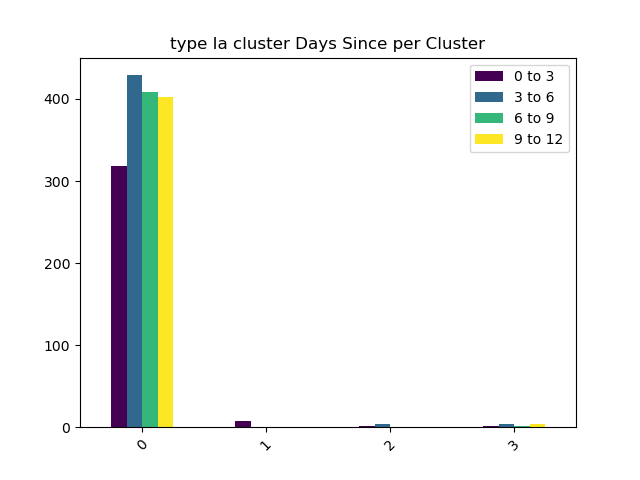 type la cluster Days Since per Cluster
0 to 3
3 to 6
6 to 9
9 to 12
400
300
200
100
0
0 1 2 3